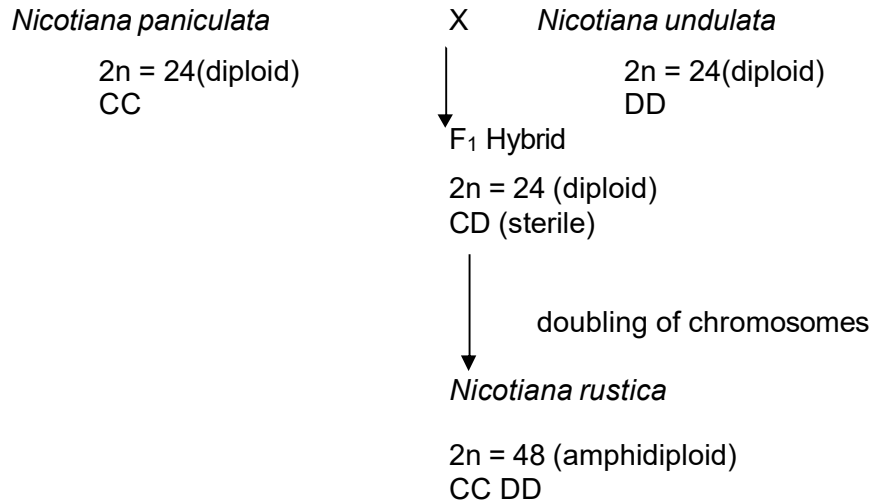 Nicotiana paniculata X Nicotiana undulata
2n = 24(diploid) 2n = 24(diploid)
CC DD
F₁ Hybrid
2n = 24 (diploid)
CD (sterile)
doubling of chromosomes
Nicotiana rustica
2n = 48 (amphidiploid)
CC DD